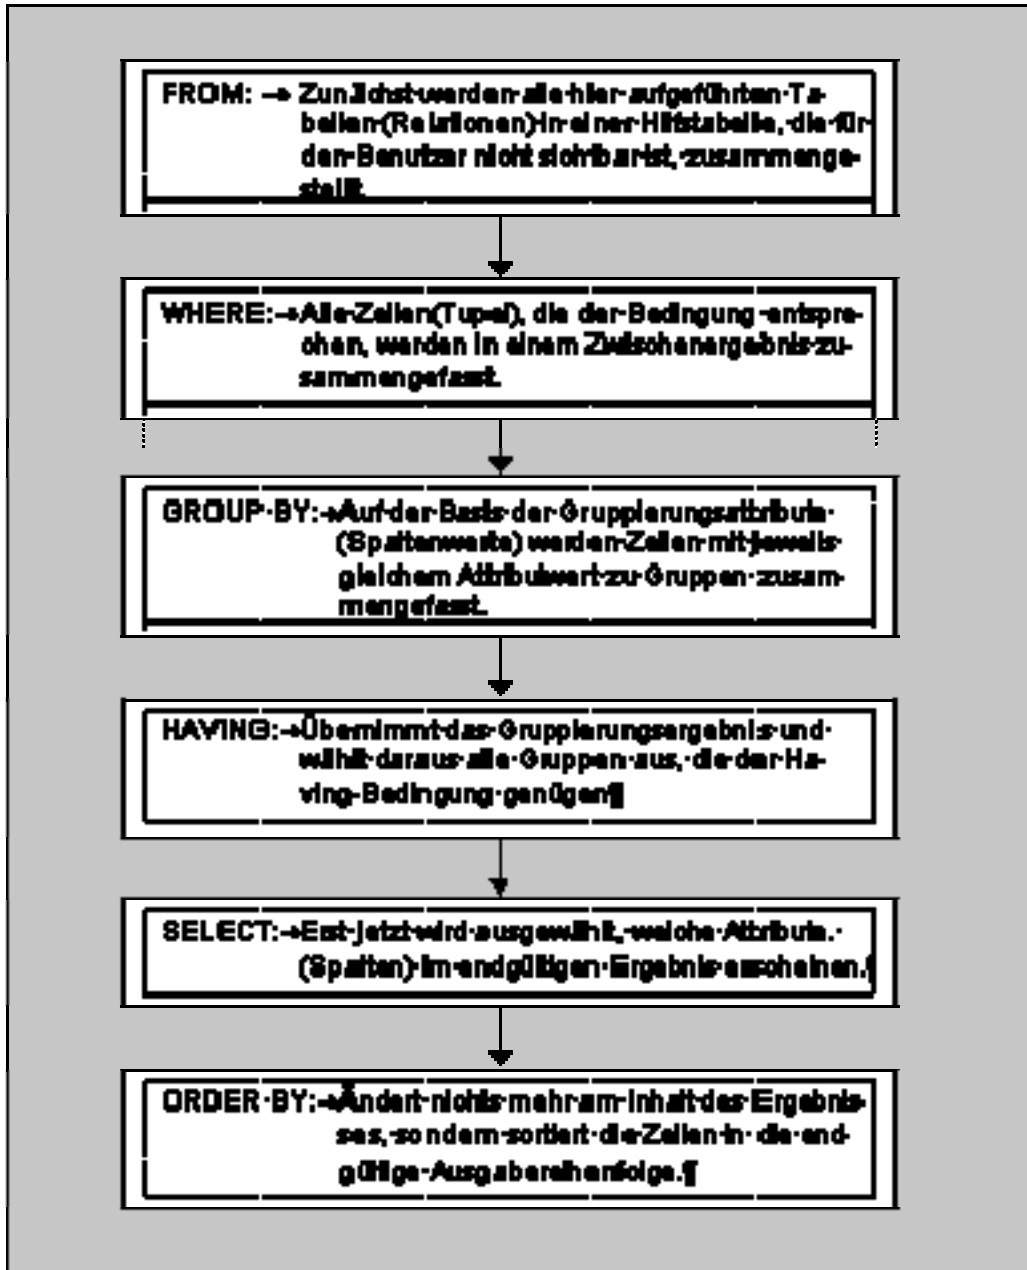 FROM: → Zunächst·werden·alle·hier·aufgeführten·Ta-
bellen·(Relationen)·in·einer·Hilfstabelle, ·die·für·
den·Benutzer nicht sichtbar·ist,·zusammenge-
stellt.
WHERE:→Alle·Zeilen(Tupel), die der·Bedingung·entspre-
chen, werden in einem Zwischenergebnis·zu-
sammengefasst.
GROUP·BY:→Auf·der·Basis·der·Gruppierungsattribute·
(Spaltenwerte) werden·Zeilen·mit·jeweils·
gleichem Attributwert·zu·Gruppen·zusam-
mengefasst.
HAVING:→Übernimmt·das·Gruppierungsergebnis·und·
wählt·daraus·alle·Gruppen·aus,·die·der·Ha-
ving-Bedingung·genügen¶
SELECT:→Erst·jetzt·wird·ausgewählt,·welche·Attribute.·
(Spalten)·im·endgültigen·Ergebnis·erscheinen.¶
ORDER·BY:→Ändert·nichts·mehr·am·Inhalt·des·Ergebnis-
ses,·sondern·sortiert·die·Zeilen·in·die·end-
gültige·Ausgabereihenfolge.¶